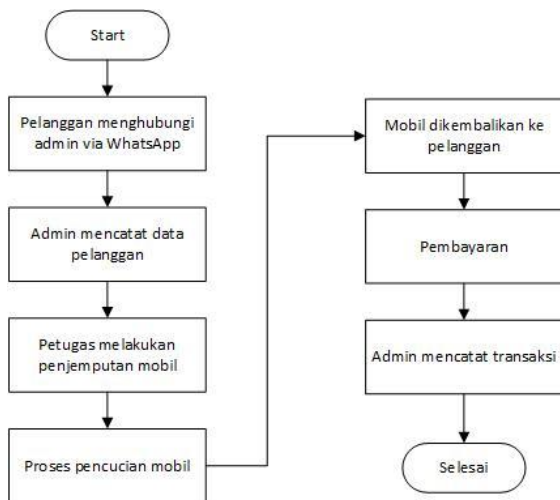 Start
Pelanggan menghubungi
admin via WhatsApp
Admin mencatat data
pelanggan
Petugas melakukan
penjemputan mobil
Proses pencucian mobil
Mobil dikembalikan ke
pelanggan
Pembayaran
Admin mencatat transaksi
Selesai